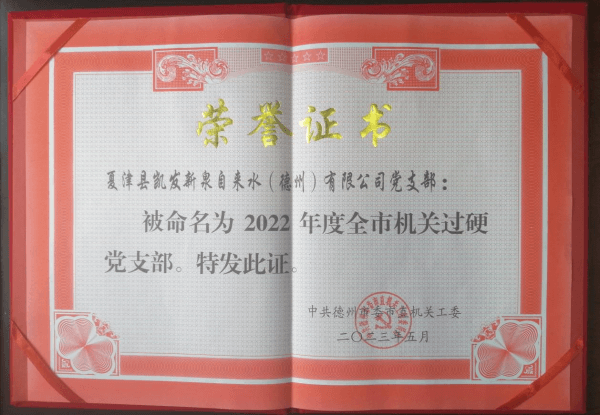 荣誉证书
夏津县凯发新泉自来水（德州）有限公司党支部：
被命名为 2022 年度全市机关过硬
党支部。特发此证。
中共德州市委市直机关工委
二〇二三年五月